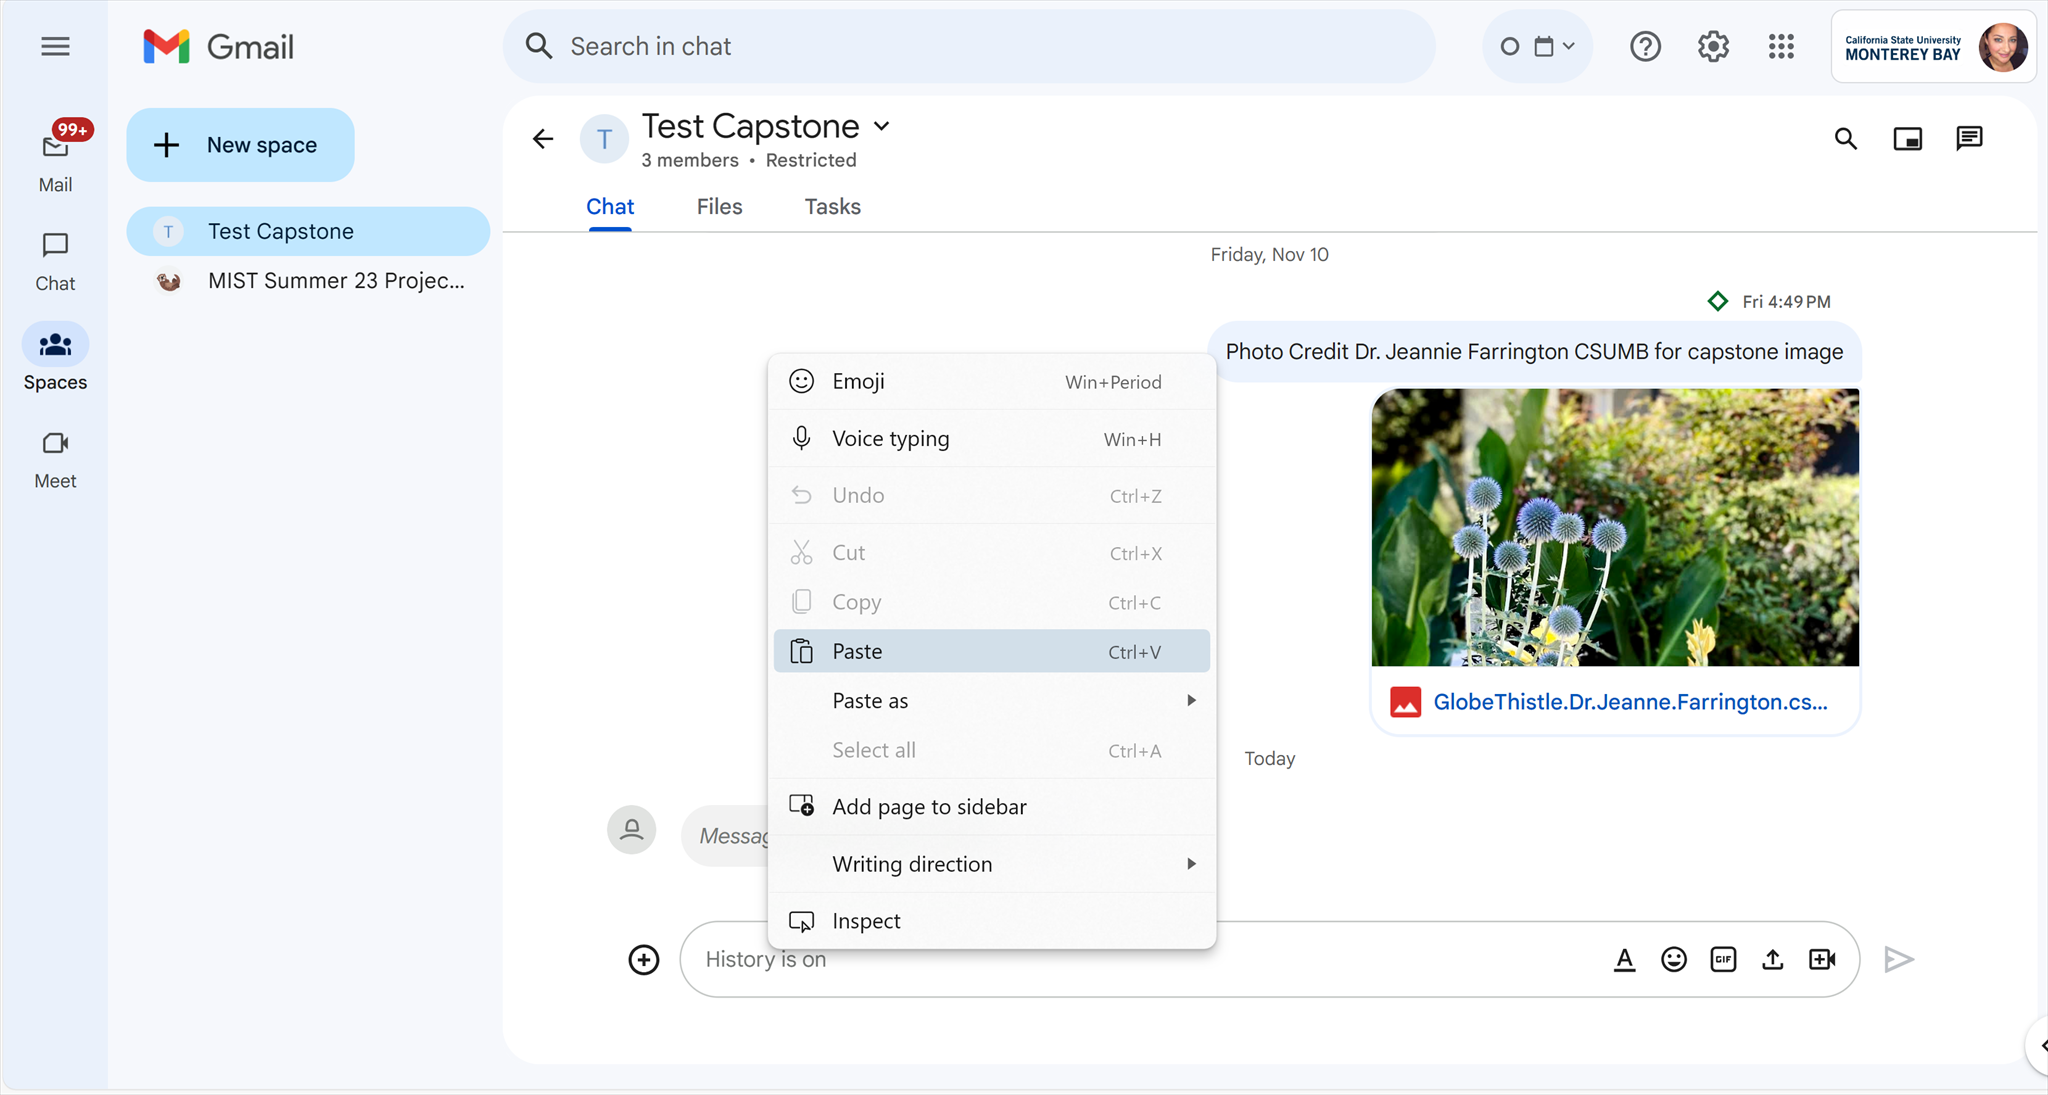 Gmail
Search in chat
California State University
MONTEREY BAY
99+
Mail
Chat
Spaces
Meet
New space
T Test Capstone
MIST Summer 23 Projec...
T
Test Capstone
3 members • Restricted
Chat Files Tasks
Friday, Nov 10
Fri 4:49 PM
Photo Credit Dr. Jeannie Farrington CSUMB for capstone image
GlobeThistle.Dr.Jeanne.Farrington.cs...
Today
Messag
Emoji Win+Period
Voice typing Win+H
Undo Ctrl+Z
Cut Ctrl+X
Copy Ctrl+C
Paste Ctrl+V
Paste as
Select all Ctrl+A
Add page to sidebar
Writing direction
Inspect
History is on
A
GIF